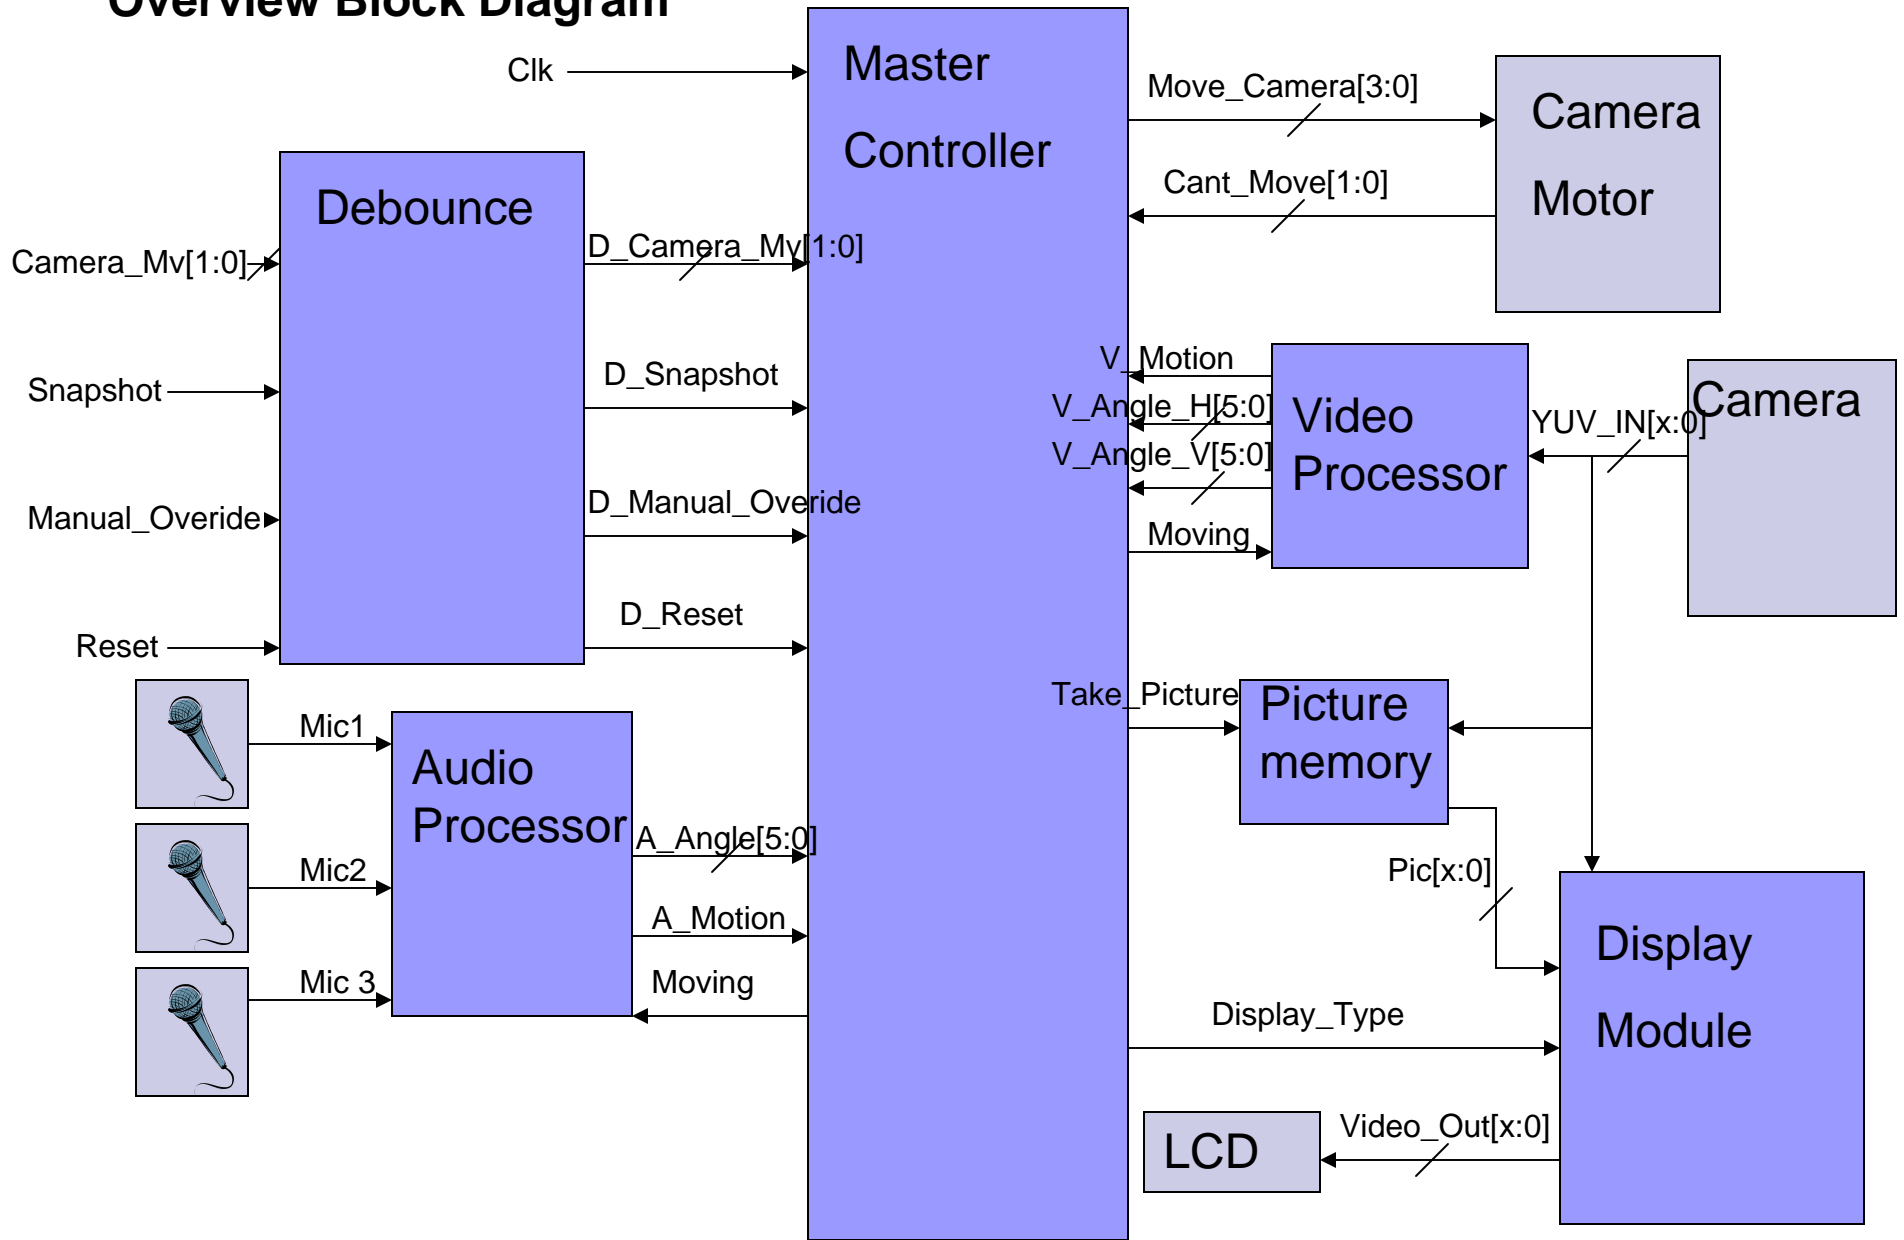 Overview Block Diagram
Clk
Master
Controller
Move_Camera[3:0]
Cant_Move[1:0]
Camera
Motor
Debounce
Camera_Mv[1:0]
D_Camera_Mv[1:0]
Snapshot
D_Snapshot
Manual_Overide
D_Manual_Overide
Reset
D_Reset
V_Motion
V_Angle_H[5:0]
V_Angle_V[5:0]
Moving
Video
Processor
YUV_IN[x:0]
Camera
Mic1
Mic2
Mic 3
Audio
Processor
A_Angle[5:0]
A_Motion
Moving
Take_Picture
Picture
memory
Pic[x:0]
Display
Module
Display_Type
LCD
Video_Out[x:0]